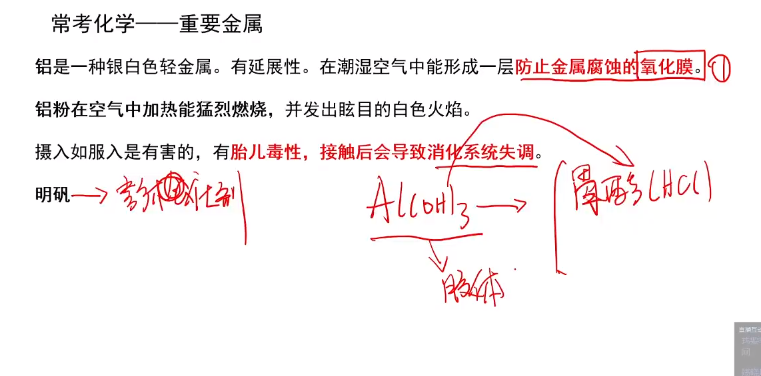 常考化学——重要金属
铝是一种银白色轻金属。有延展性。在潮湿空气中能形成一层防止金属腐蚀的氧化膜。①
铝粉在空气中加热能猛烈燃烧，并发出眩目的白色火焰。
摄入如服入是有害的，有胎儿毒性，接触后会导致消化系统失调。
明矾→
Al(OH)3→胃酸(HCl)
胶体